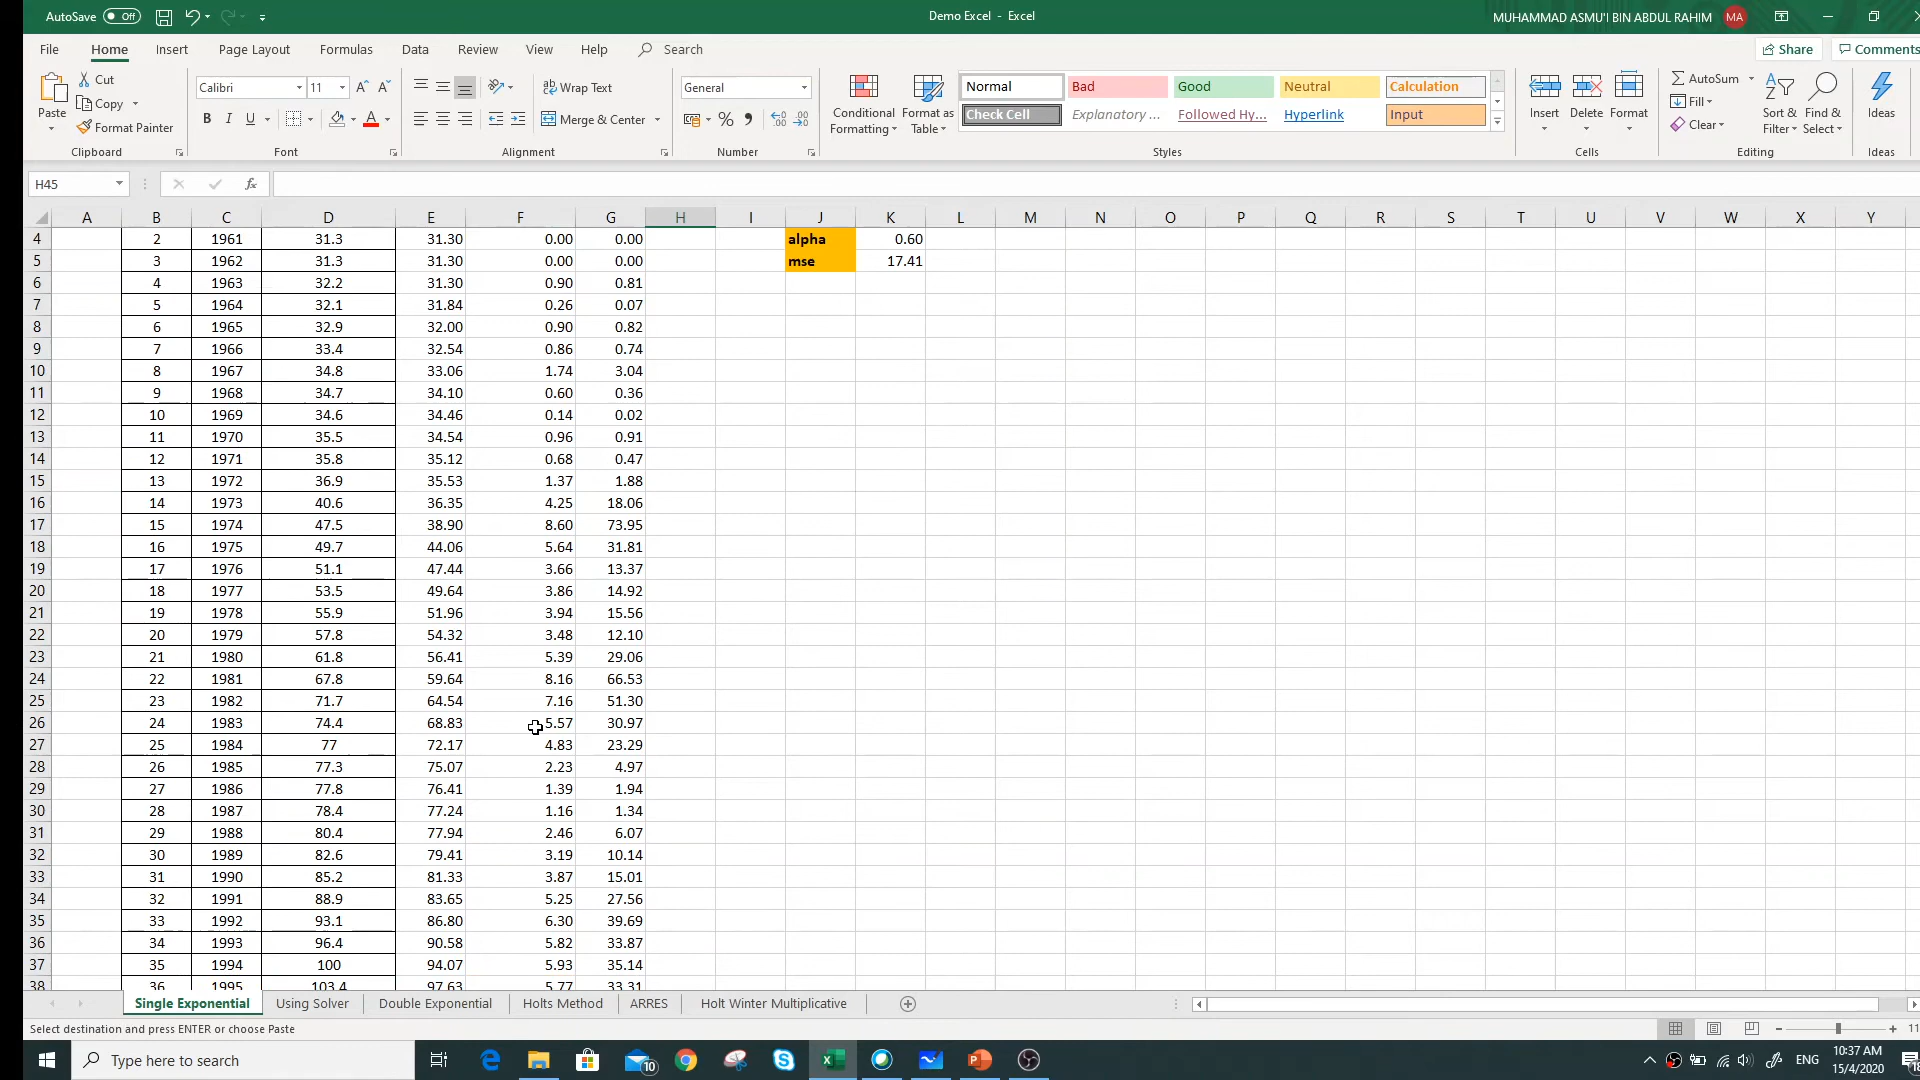 AutoSave Off Demo Excel - Excel MUHAMMAD ASMU'I BIN ABDUL RAHIM MA
File Home Insert Page Layout Formulas Data Review View Help Search Share Comments
Cut Calibri 11 Wrap Text General Normal Bad Good Neutral Calculation AutoSum
Copy Fill
Paste Format Painter B I U A Merge & Center % Conditional Formatting Format as Table Check Cell Explanatory ... Followed Hy... Hyperlink Input Insert Delete Format Clear Sort & Filter Find & Select Ideas
Clipboard Font Alignment Number Styles Cells Editing Ideas
H45 fx
A B C D E F G H I J K L M N O P Q R S T U V W X Y
4 2 1961 31.3 31.30 0.00 0.00 alpha 0.60
5 3 1962 31.3 31.30 0.00 0.00 mse 17.41
6 4 1963 32.2 31.30 0.90 0.81
7 5 1964 32.1 31.84 0.26 0.07
8 6 1965 32.9 32.00 0.90 0.82
9 7 1966 33.4 32.54 0.86 0.74
10 8 1967 34.8 33.06 1.74 3.04
11 9 1968 34.7 34.10 0.60 0.36
12 10 1969 34.6 34.46 0.14 0.02
13 11 1970 35.5 34.54 0.96 0.91
14 12 1971 35.8 35.12 0.68 0.47
15 13 1972 36.9 35.53 1.37 1.88
16 14 1973 40.6 36.35 4.25 18.06
17 15 1974 47.5 38.90 8.60 73.95
18 16 1975 49.7 44.06 5.64 31.81
19 17 1976 51.1 47.44 3.66 13.37
20 18 1977 53.5 49.64 3.86 14.92
21 19 1978 55.9 51.96 3.94 15.56
22 20 1979 57.8 54.32 3.48 12.10
23 21 1980 61.8 56.41 5.39 29.06
24 22 1981 67.8 59.64 8.16 66.53
25 23 1982 71.7 64.54 7.16 51.30
26 24 1983 74.4 68.83 5.57 30.97
27 25 1984 77 72.17 4.83 23.29
28 26 1985 77.3 75.07 2.23 4.97
29 27 1986 77.8 76.41 1.39 1.94
30 28 1987 78.4 77.24 1.16 1.34
31 29 1988 80.4 77.94 2.46 6.07
32 30 1989 82.6 79.41 3.19 10.14
33 31 1990 85.2 81.33 3.87 15.01
34 32 1991 88.9 83.65 5.25 27.56
35 33 1992 93.1 86.80 6.30 39.69
36 34 1993 96.4 90.58 5.82 33.87
37 35 1994 100 94.07 5.93 35.14
38 36 1995 103.4 97.63 5.77 33.31
Single Exponential Using Solver Double Exponential Holts Method ARRES Holt Winter Multiplicative
Select destination and press ENTER or choose Paste 11
Type here to search 10 ENG 10:37 AM
15/4/2020